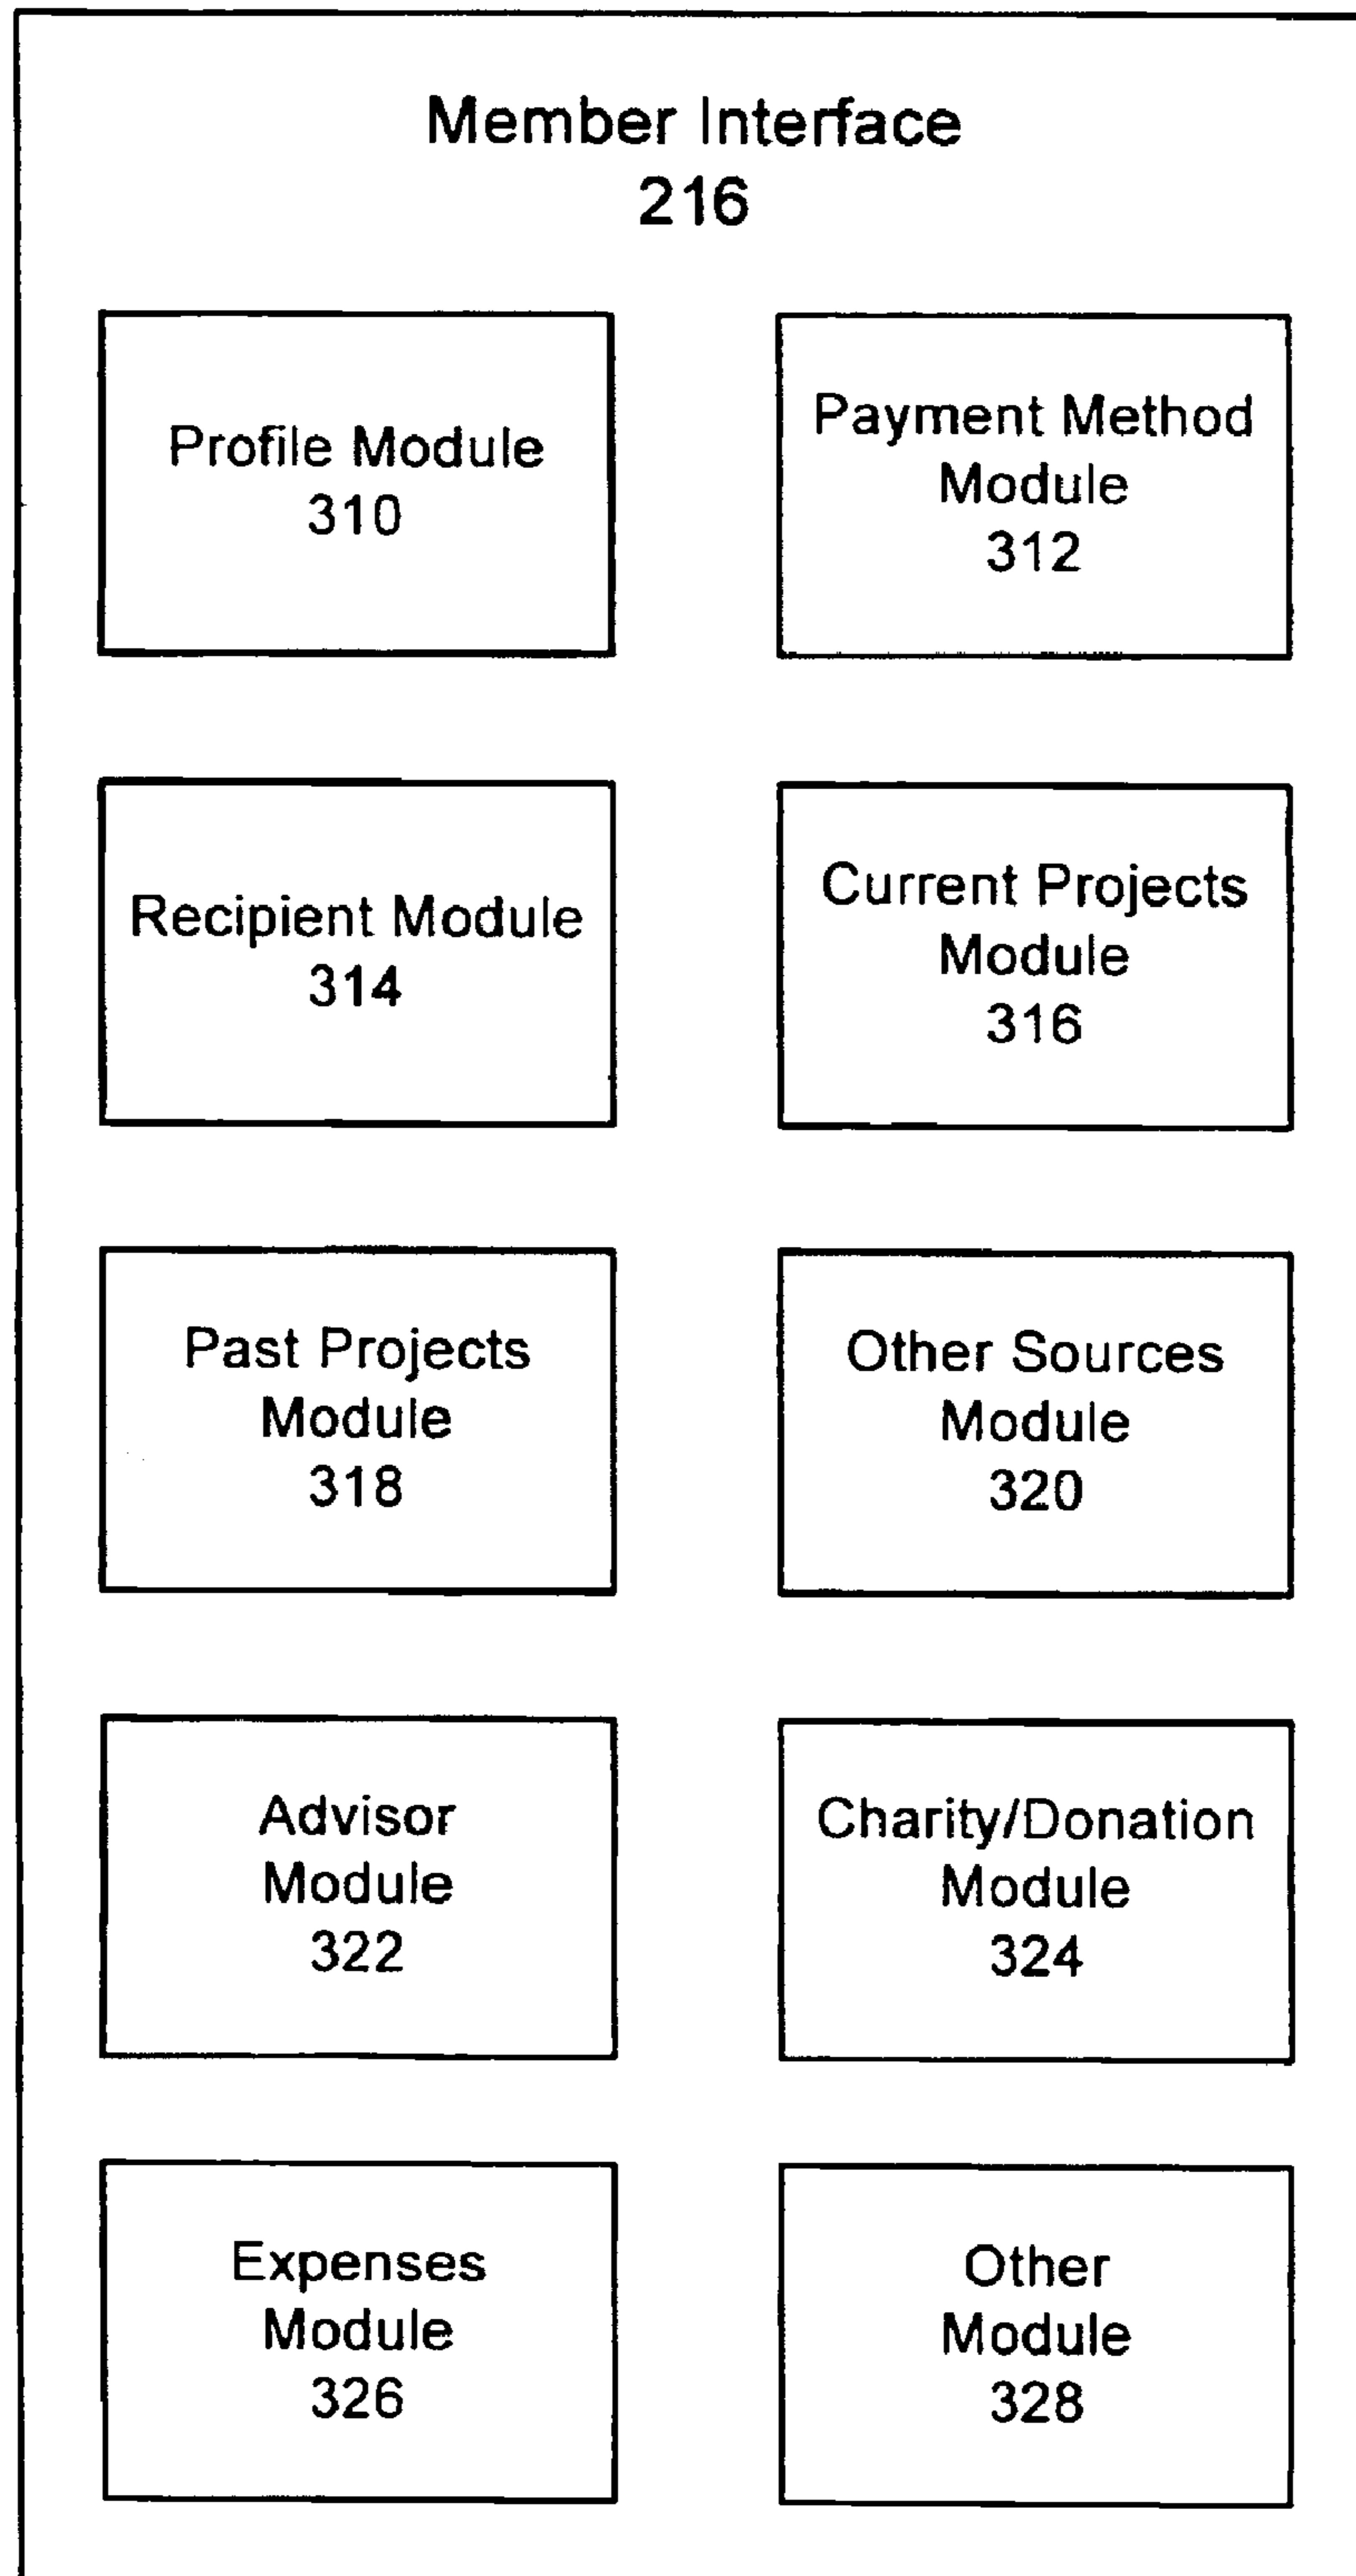 Member Interface
216
Profile Module
310
Payment Method
Module
312
Recipient Module
314
Current Projects
Module
316
Past Projects
Module
318
Other Sources
Module
320
Advisor
Module
322
Charity/Donation
Module
324
Expenses
Module
326
Other
Module
328